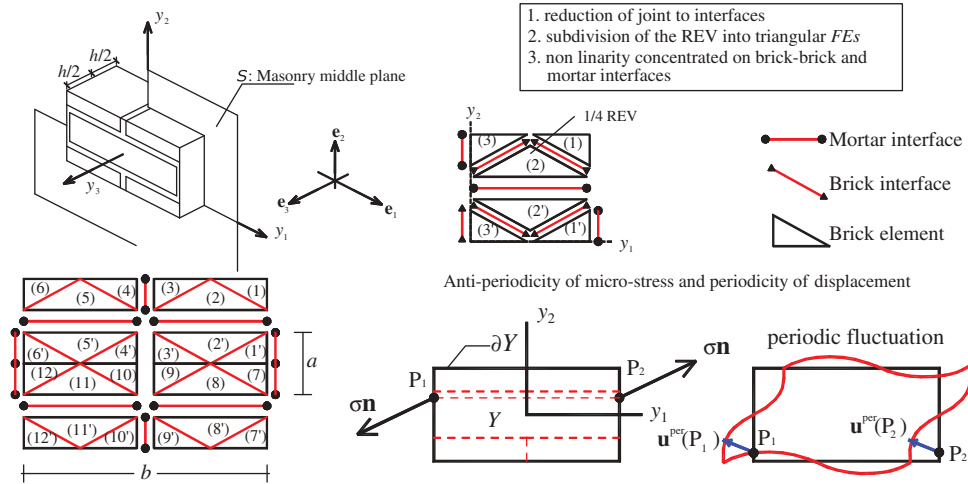 y₂
h/2
h/2
S: Masonry middle plane
y₃
y₁
e₂
e₃
e₁
1. reduction of joint to interfaces
2. subdivision of the REV into triangular FEs
3. non linarity concentrated on brick-brick and
mortar interfaces
y₂
1/4 REV
(3) (1)
(2)
(2')
(3') (1')
y₁
Mortar interface
Brick interface
Brick element
(6) (4) (3) (1)
(5) (2)
(5') (2')
(6') (4') (3') (1')
(12) (10) (9) (7)
(11) (8)
(11') (8')
(12') (10') (9') (7')
a
b
Anti-periodicity of micro-stress and periodicity of displacement
y₂
∂Y
P₁
P₂
σn
σn
Y
y₁
periodic fluctuation
u^per(P₁)
P₁
u^per(P₂)
P₂